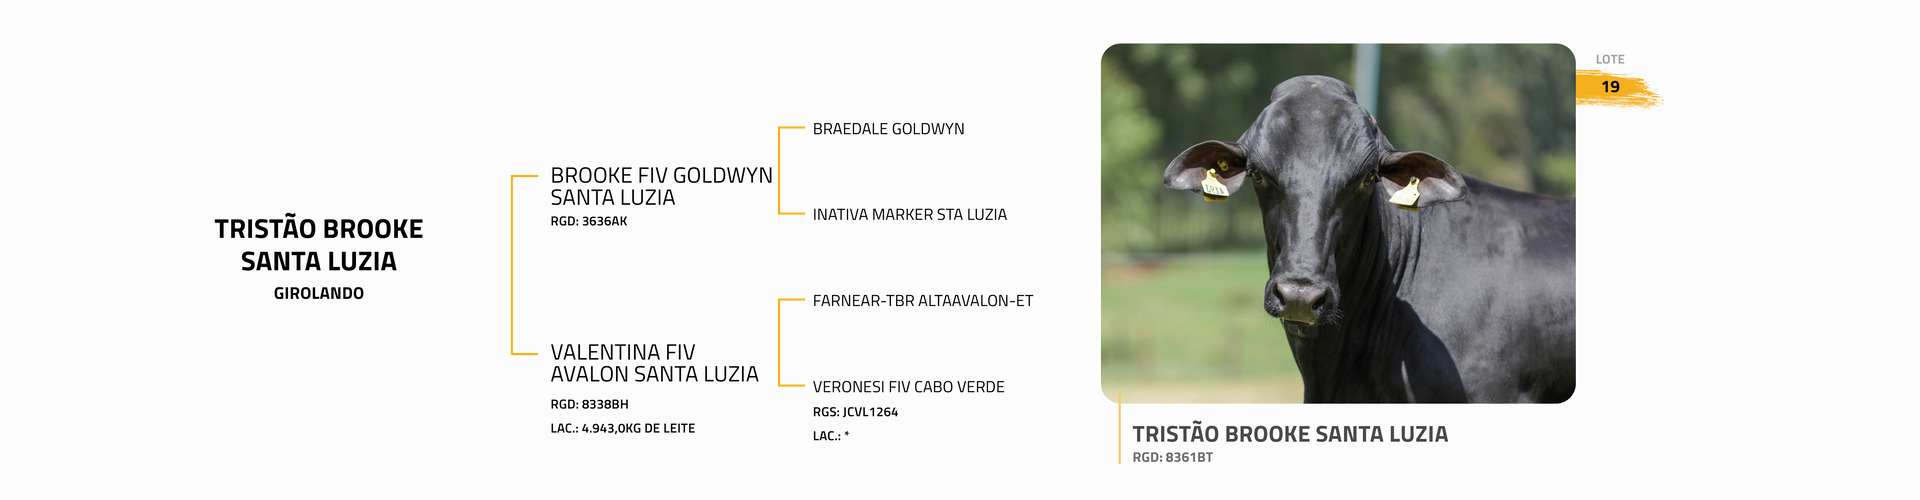 TRISTÃO BROOKE
SANTA LUZIA
GIROLANDO
BROOKE FIV GOLDWYN
SANTA LUZIA
RGD: 3636AK
VALENTINA FIV
AVALON SANTA LUZIA
RGD: 8338BH
LAC.: 4.943,0KG DE LEITE
BRAEDALE GOLDWYN
INATIVA MARKER STA LUZIA
FARNEAR-TBR ALTAAVALON-ET
VERONESI FIV CABO VERDE
RGS: JCVL1264
LAC.: *
LOTE
19
TRISTÃO BROOKE SANTA LUZIA
RGD: 8361BT